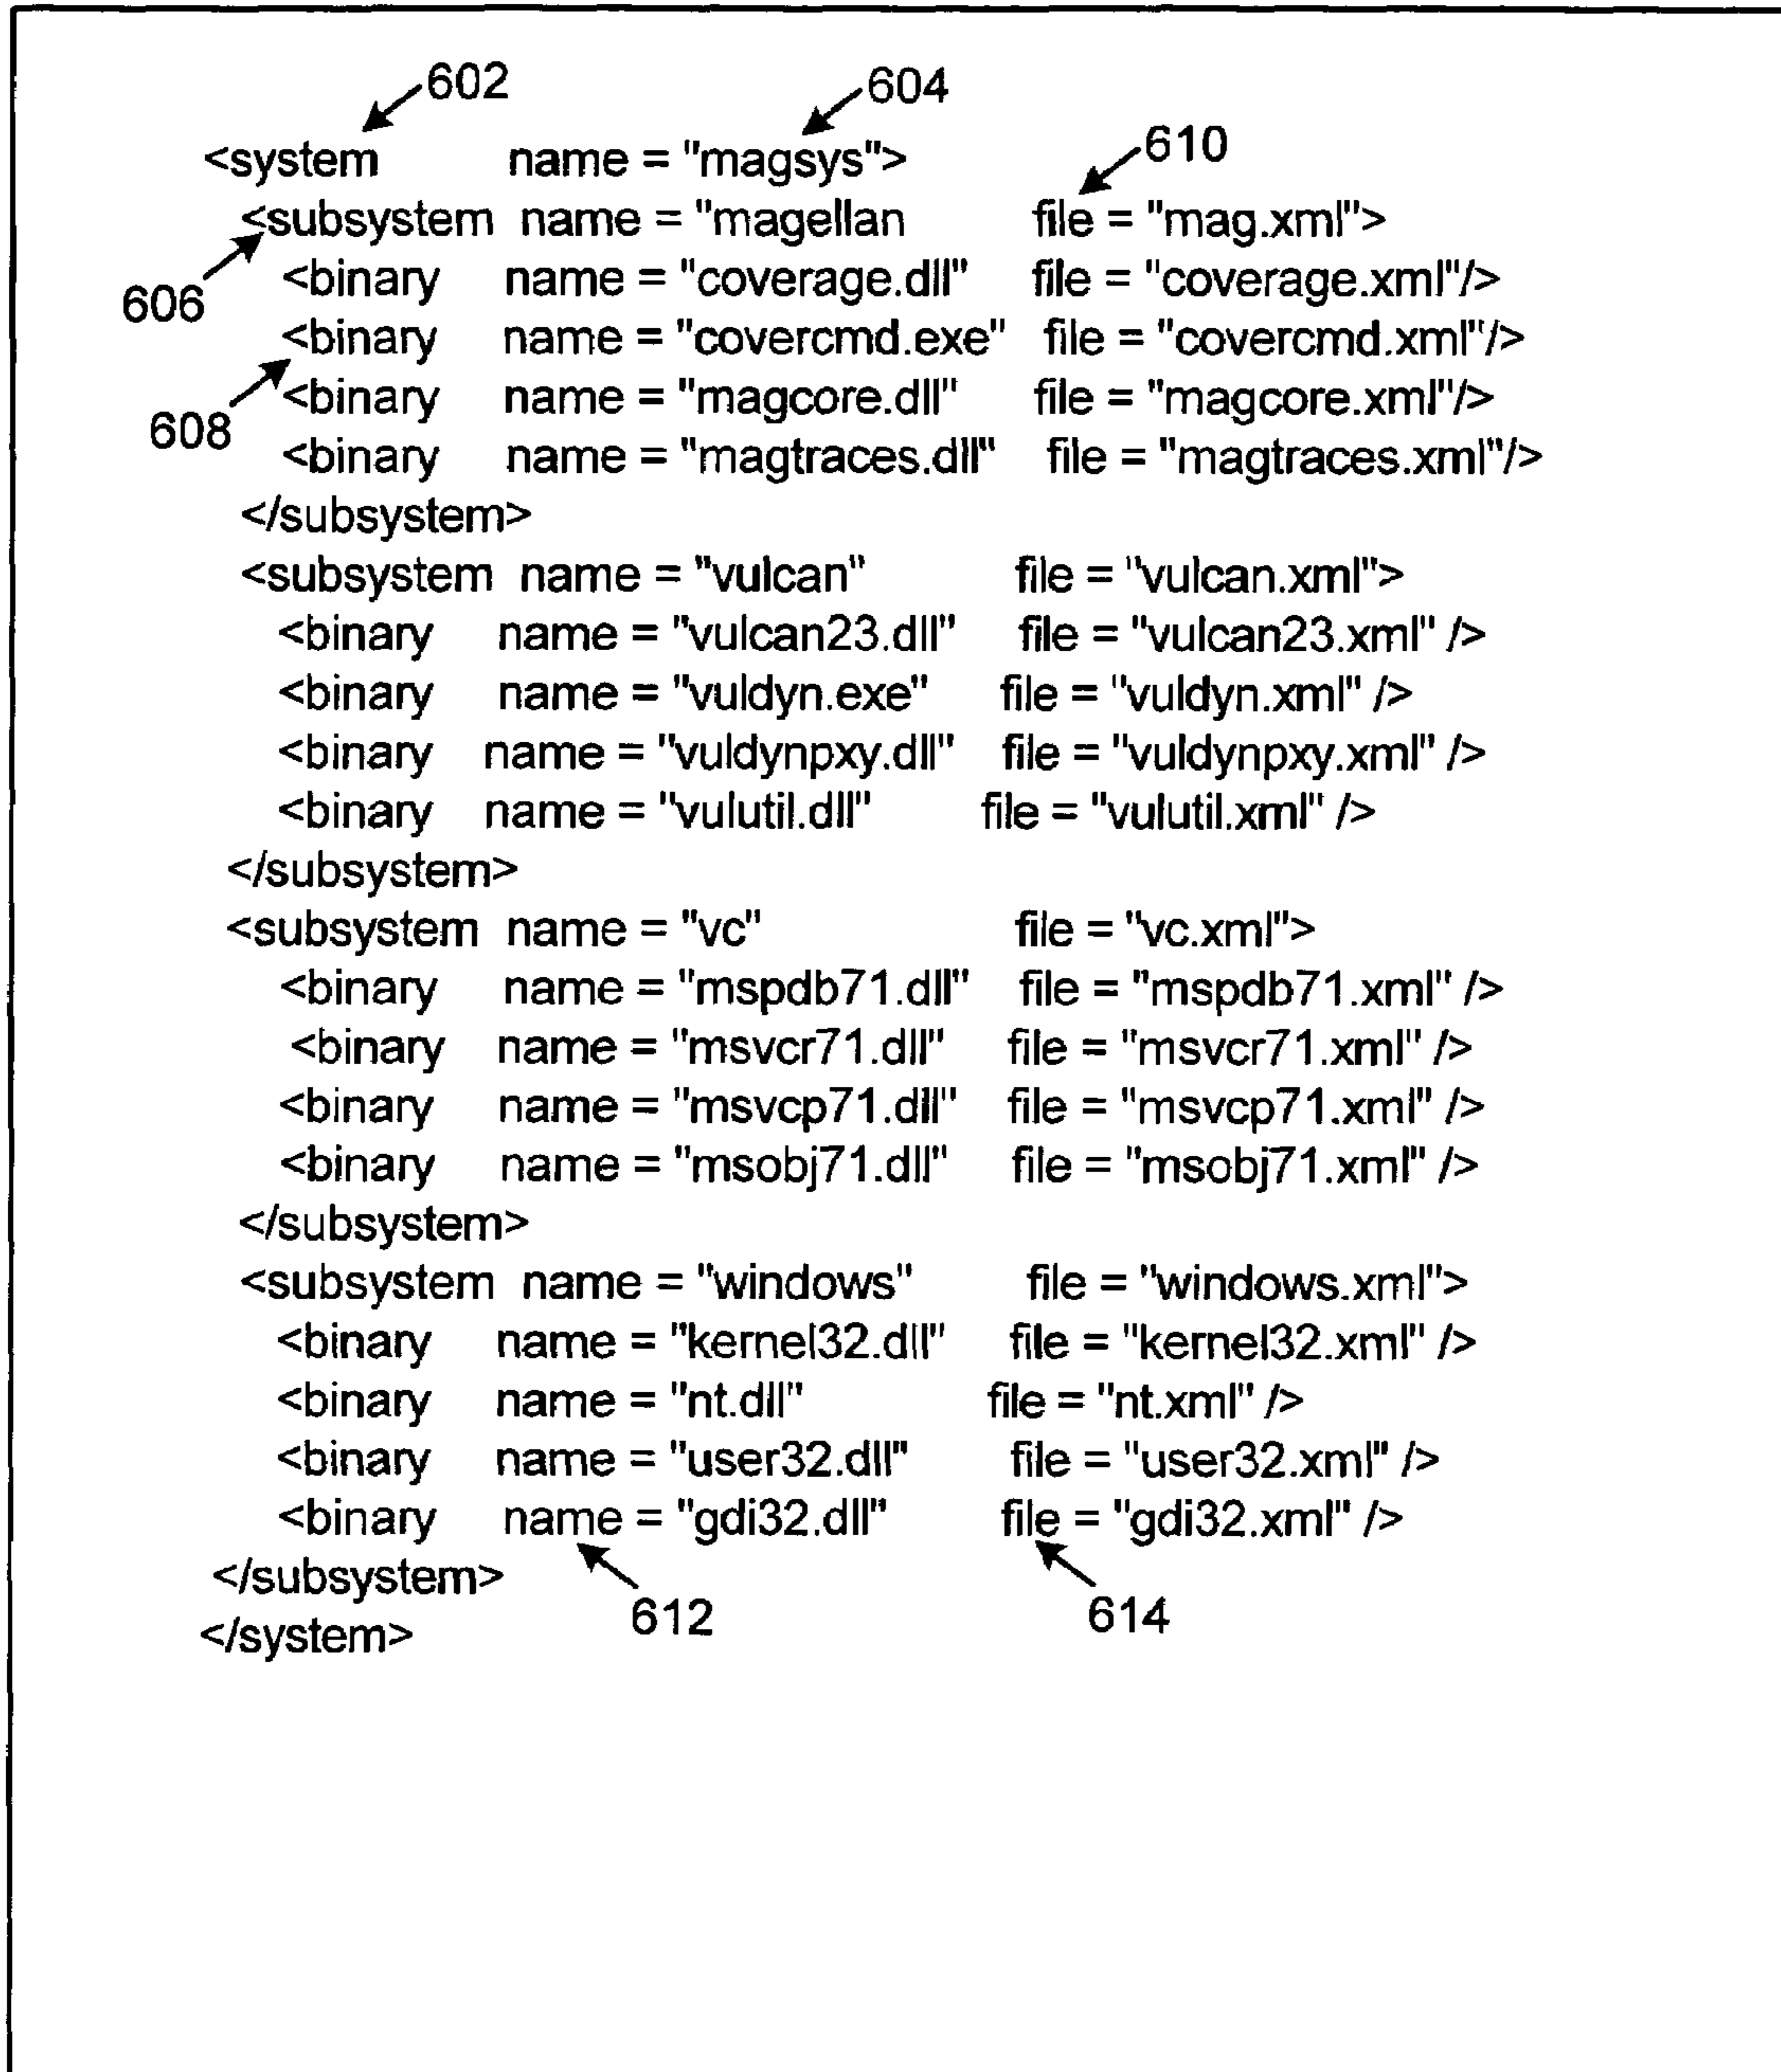 602
604
<system name = "magsys">
610
<subsystem name = "magellan file = "mag.xml">
606
<binary name = "coverage.dll" file = "coverage.xml"/>
<binary name = "covercmd.exe" file = "covercmd.xml"/>
608
<binary name = "magcore.dll" file = "magcore.xml"/>
<binary name = "magtraces.dll" file = "magtraces.xml"/>
</subsystem>
<subsystem name = "vulcan" file = "vulcan.xml">
<binary name = "vulcan23.dll" file = "vulcan23.xml" />
<binary name = "vuldyn.exe" file = "vuldyn.xml" />
<binary name = "vuldynpxy.dll" file = "vuldynpxy.xml" />
<binary name = "vulutil.dll" file = "vulutil.xml" />
</subsystem>
<subsystem name = "vc" file = "vc.xml">
<binary name = "mspdb71.dll" file = "mspdb71.xml" />
<binary name = "msvcr71.dll" file = "msvcr71.xml" />
<binary name = "msvcp71.dll" file = "msvcp71.xml" />
<binary name = "msobj71.dll" file = "msobj71.xml" />
</subsystem>
<subsystem name = "windows" file = "windows.xml">
<binary name = "kernel32.dll" file = "kernel32.xml" />
<binary name = "nt.dll" file = "nt.xml" />
<binary name = "user32.dll" file = "user32.xml" />
<binary name = "gdi32.dll" file = "gdi32.xml" />
</subsystem>
612
614
</system>